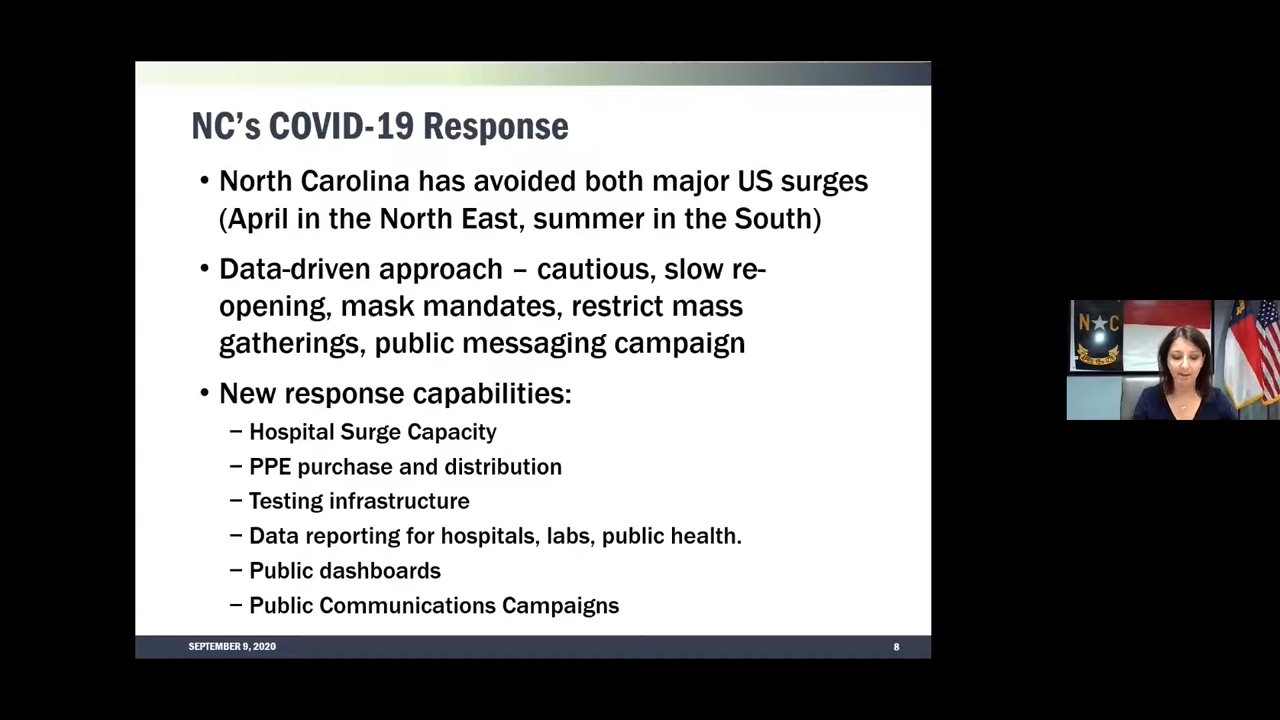 NC's COVID-19 Response
• North Carolina has avoided both major US surges
(April in the North East, summer in the South)
• Data-driven approach – cautious, slow re-
opening, mask mandates, restrict mass
gatherings, public messaging campaign
• New response capabilities:
– Hospital Surge Capacity
– PPE purchase and distribution
– Testing infrastructure
– Data reporting for hospitals, labs, public health.
– Public dashboards
– Public Communications Campaigns
SEPTEMBER 9, 2020
8
N C